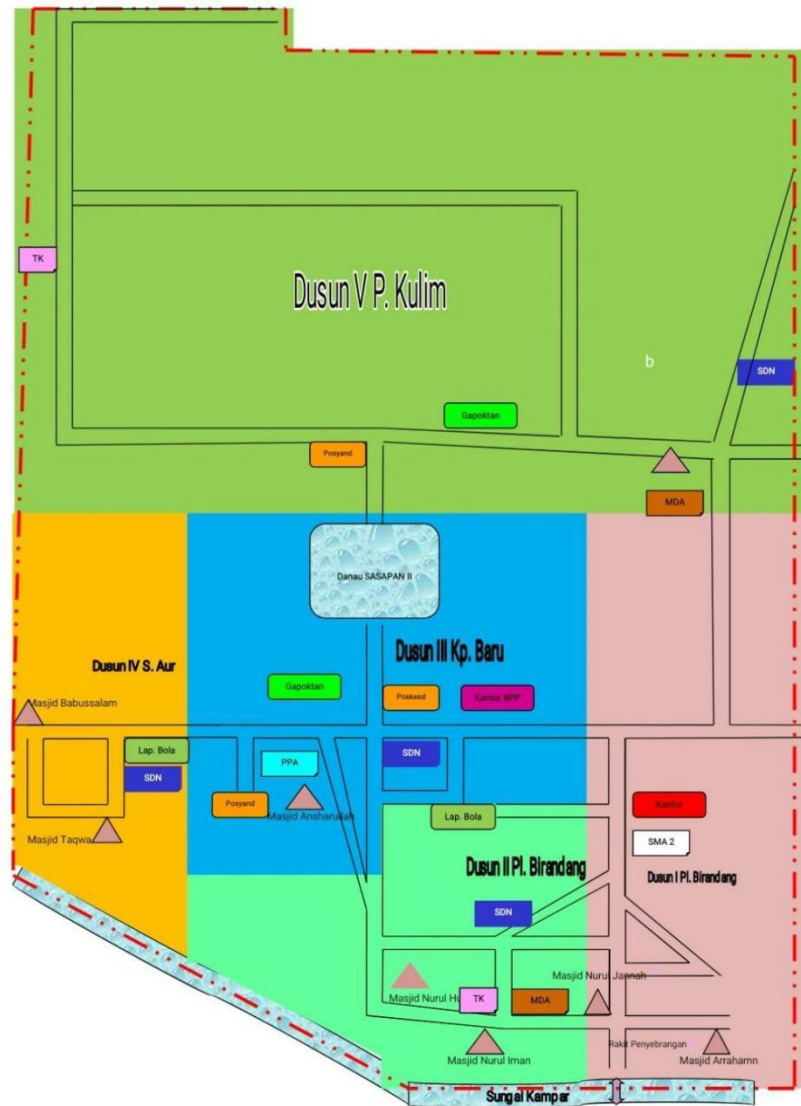 TK
Dusun V P. Kulim
b
SDN
Gapoktan
Posyand
MDA
Danau SASAPAN II
Dusun III Kp. Baru
Dusun IV S. Aur
Gapoktan
Poskesd
Kantor BPP
Masjid Babussalam
Lap. Bola
SDN
PPA
SDN
Posyand
Masjid Ansharullah
Lap. Bola
Kantor
Masjid Taqwa
SMA 2
Dusun II Pl. Birandang
Dusun I Pl. Birandang
SDN
Masjid Nurul Jannah
Masjid Nurul Hu
TK
MDA
Rakit Penyebrangan
Masjid Nurul Iman
Masjid Arrahamn
Sungai Kampar